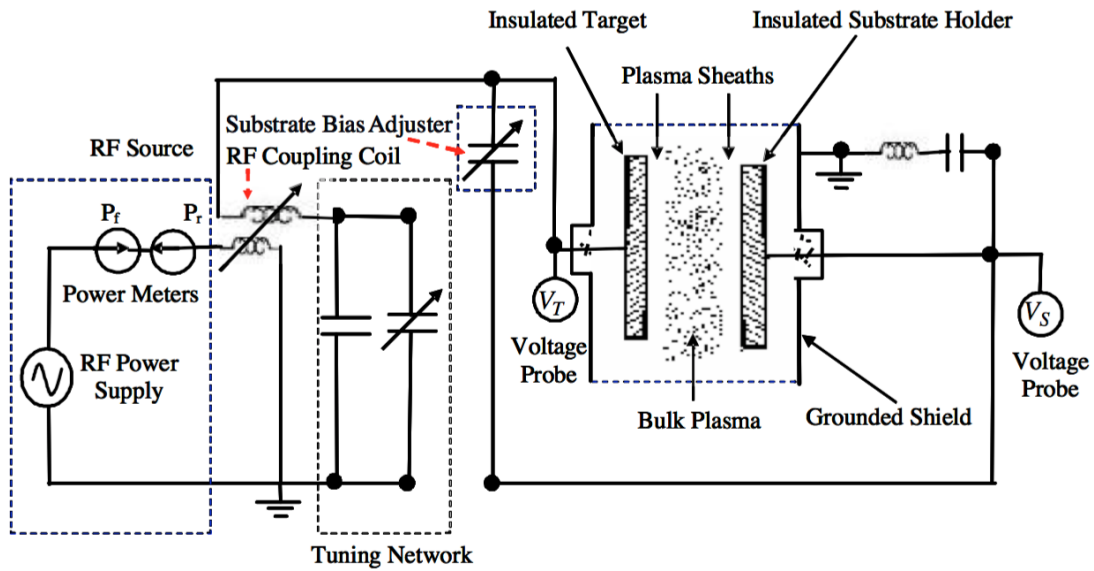 Insulated Target
Insulated Substrate Holder
Plasma Sheaths
Substrate Bias Adjuster
RF Coupling Coil
RF Source
Pf
Pr
Power Meters
RF Power
Supply
VT
Voltage
Probe
VS
Voltage
Probe
Bulk Plasma
Grounded Shield
Tuning Network